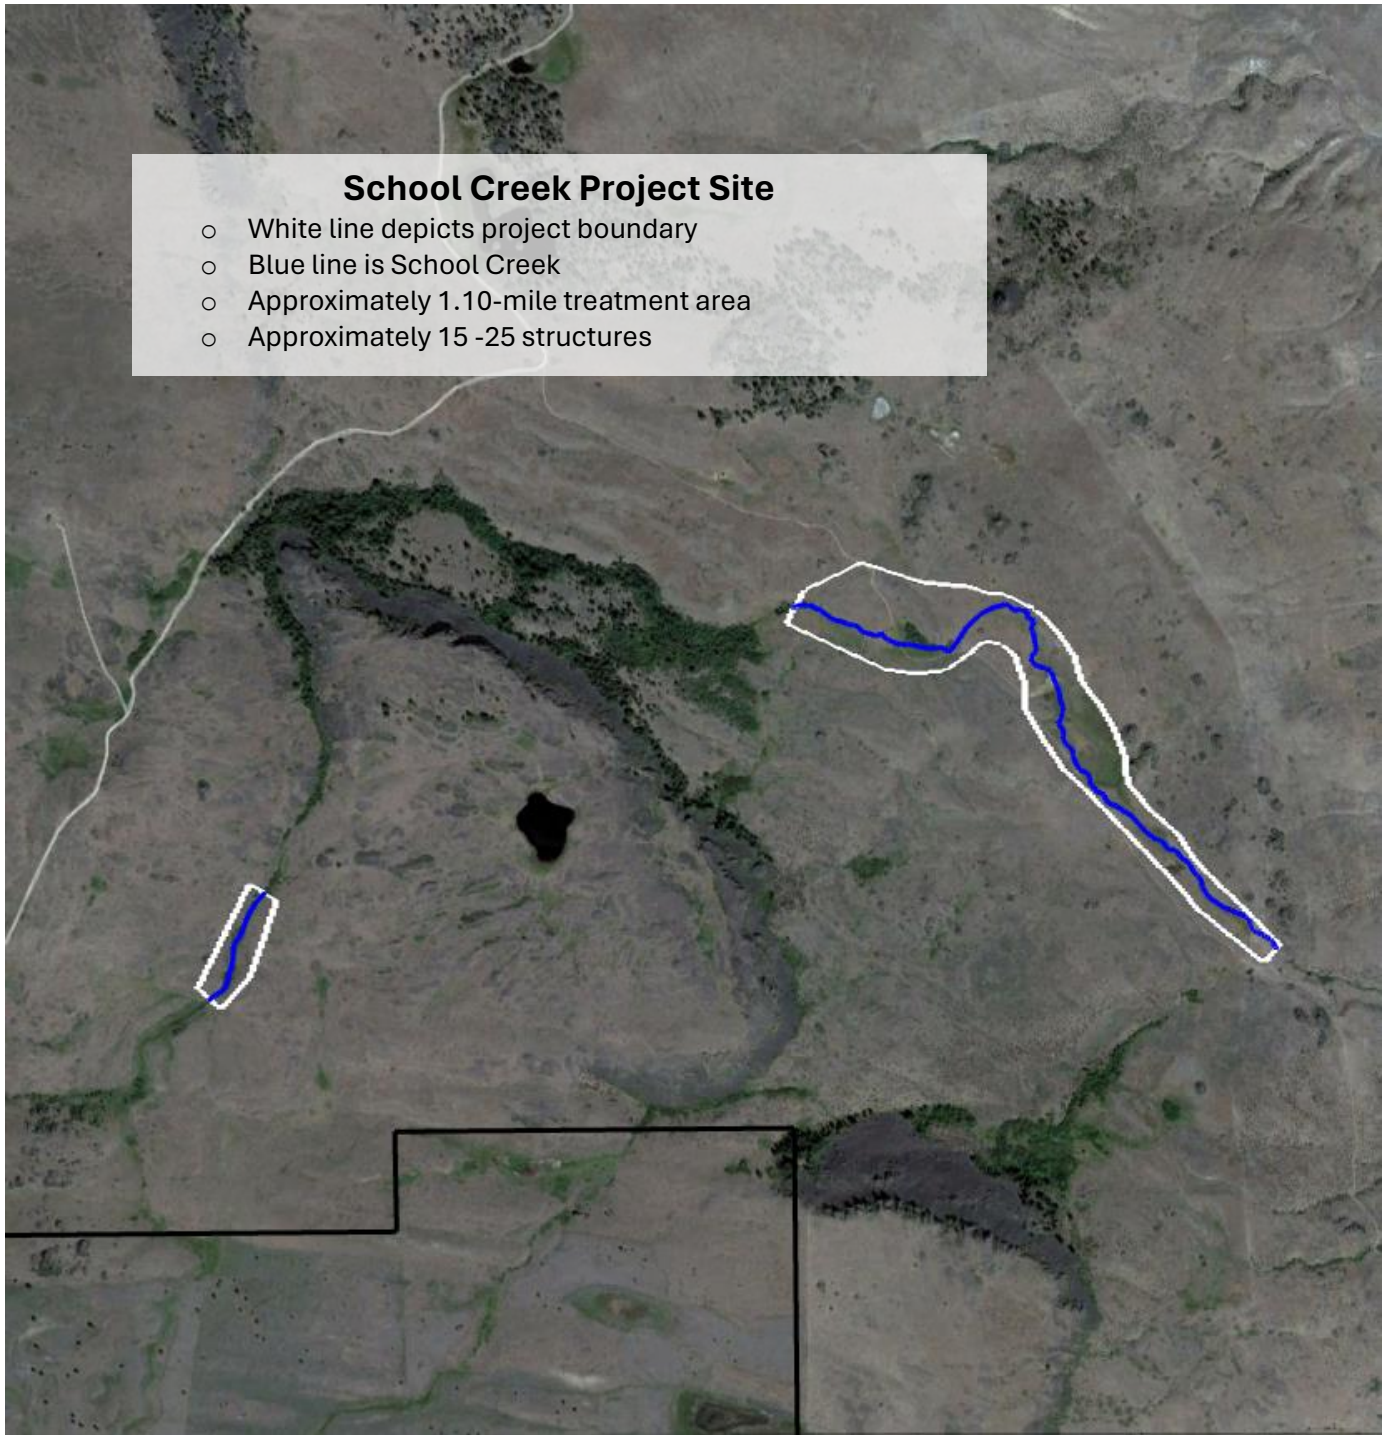 School Creek Project Site
o White line depicts project boundary
o Blue line is School Creek
o Approximately 1.10-mile treatment area
o Approximately 15 -25 structures